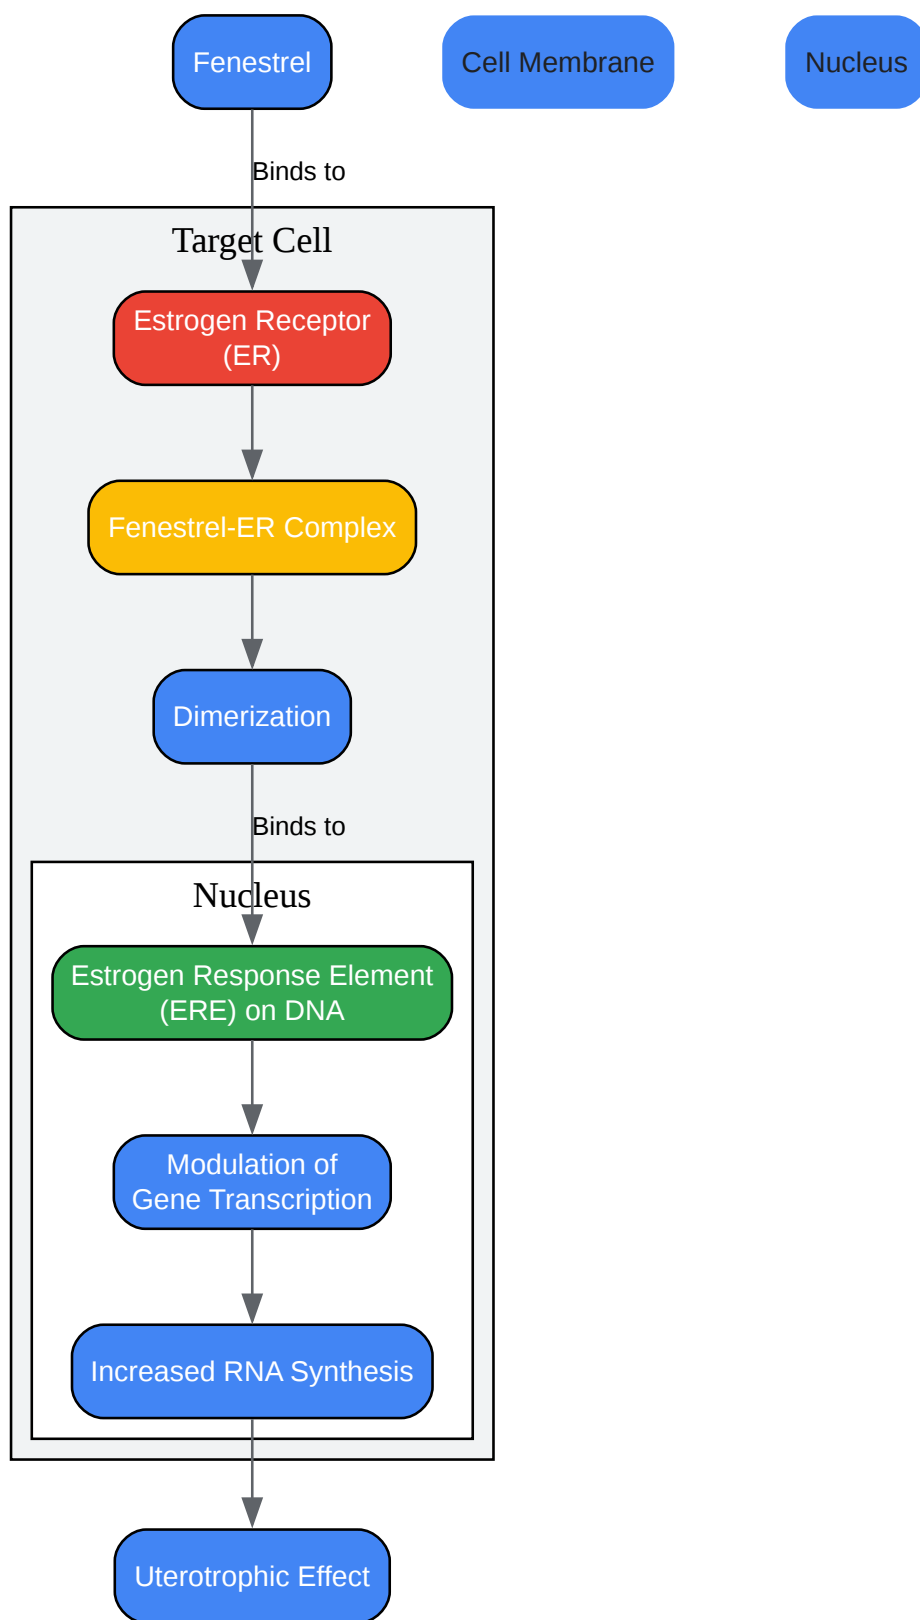 Fenestrel
Cell Membrane
Nucleus
Binds to
Target Cell
Estrogen Receptor
(ER)
Fenestrel-ER Complex
Dimerization
Binds to
Nucleus
Estrogen Response Element
(ERE) on DNA
Modulation of
Gene Transcription
Increased RNA Synthesis
Uterotrophic Effect